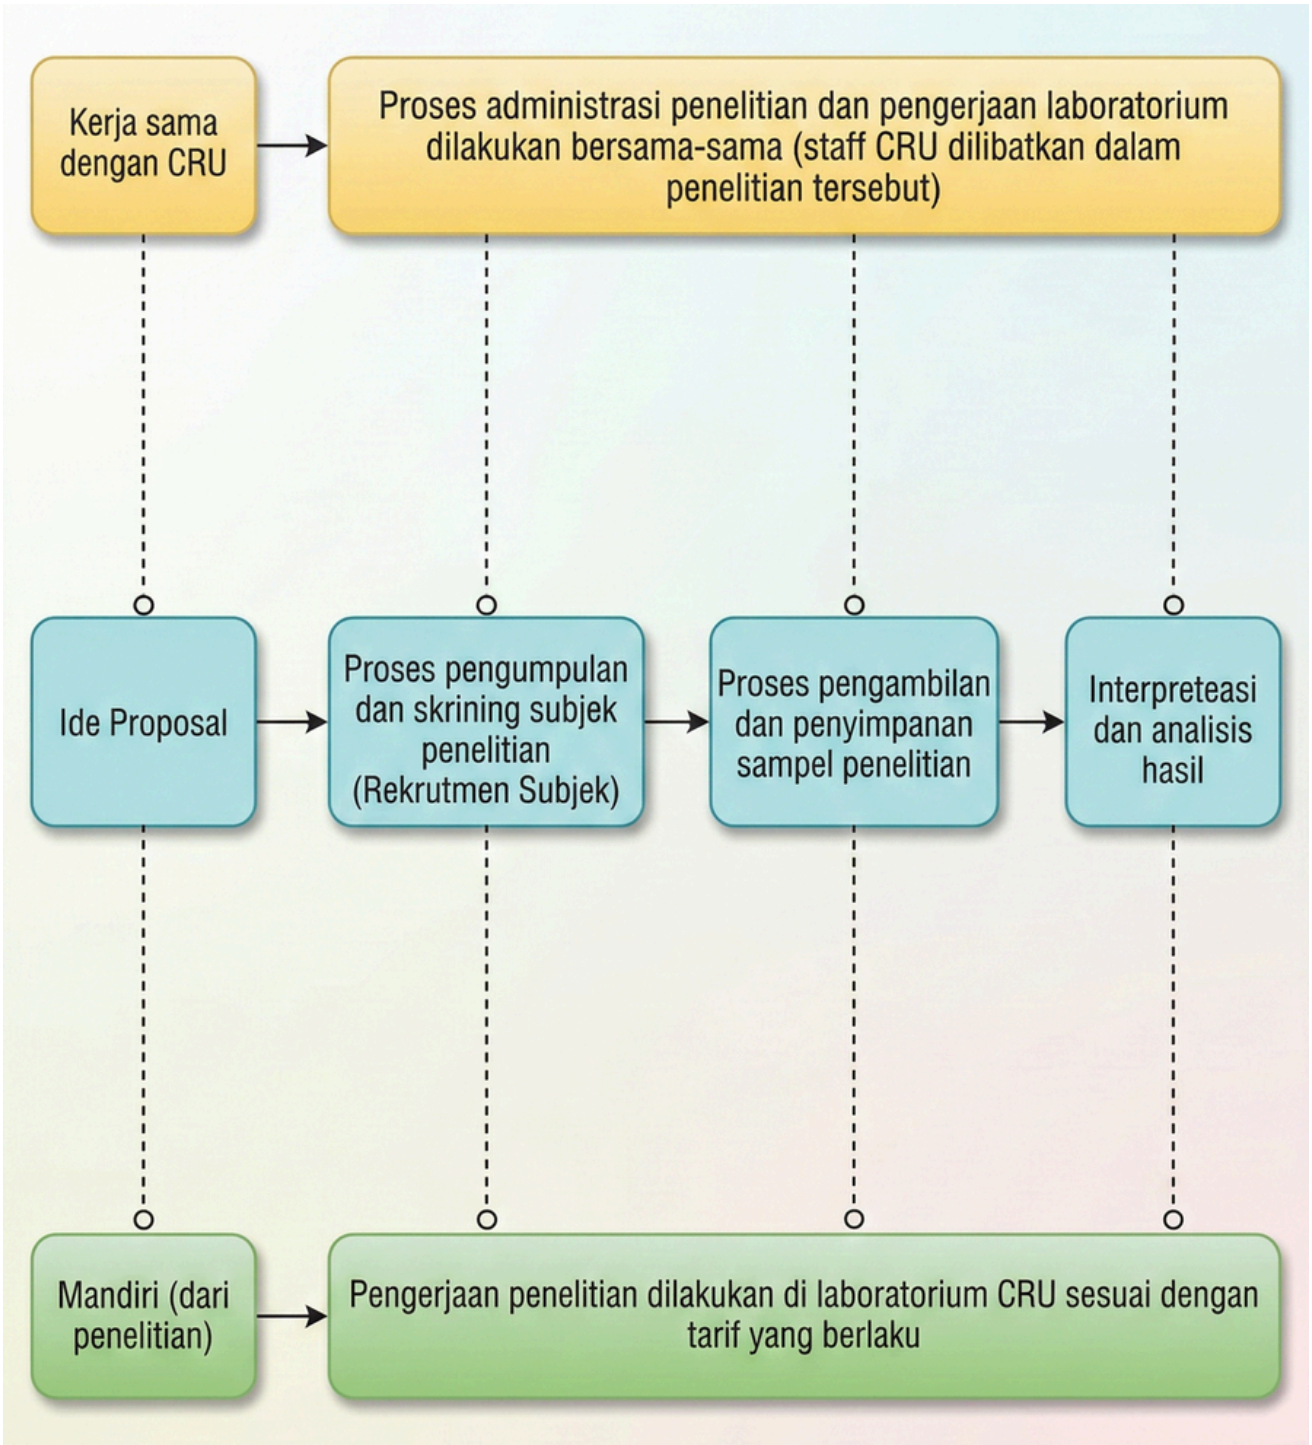 Kerja sama
dengan CRU
Proses administrasi penelitian dan pengerjaan laboratorium
dilakukan bersama-sama (staff CRU dilibatkan dalam
penelitian tersebut)
Ide Proposal
Proses pengumpulan
dan skrining subjek
penelitian
(Rekrutmen Subjek)
Proses pengambilan
dan penyimpanan
sampel penelitian
Interpreteasi
dan analisis
hasil
Mandiri (dari
penelitian)
Pengerjaan penelitian dilakukan di laboratorium CRU sesuai dengan
tarif yang berlaku